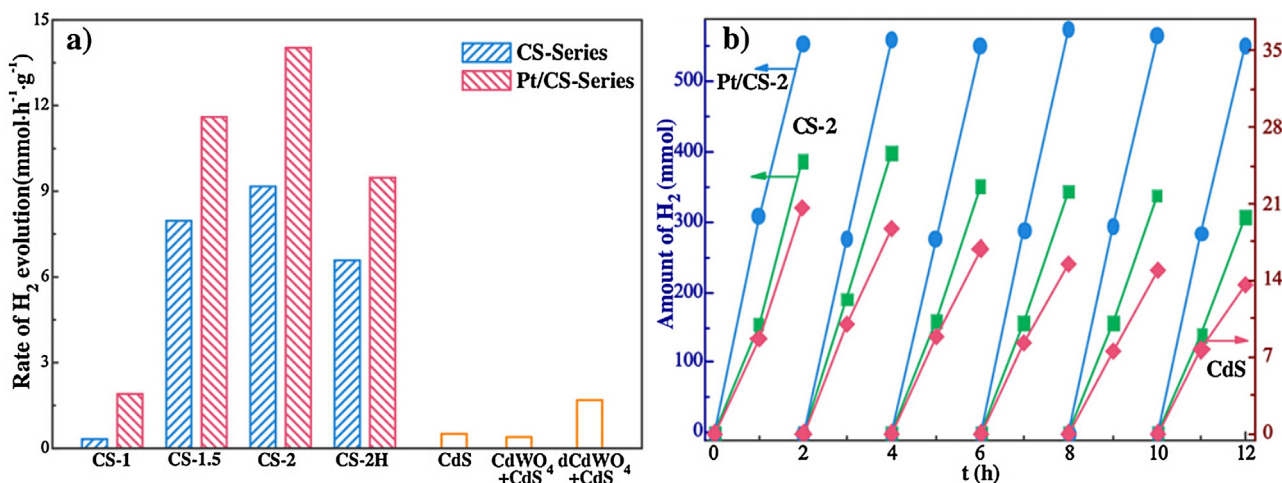 a)
CS-Series
Pt/CS-Series
Rate of H₂ evolution(mmol·h⁻¹·g⁻¹)
15
12
9
6
3
0
CS-1 CS-1.5 CS-2 CS-2H CdS CdWO₄ dCdWO₄
+CdS +CdS
b)
Pt/CS-2
CS-2
CdS
Amount of H₂ (mmol)
500
400
300
200
100
0
35
28
21
14
7
0
0 2 4 6 8 10 12
t (h)